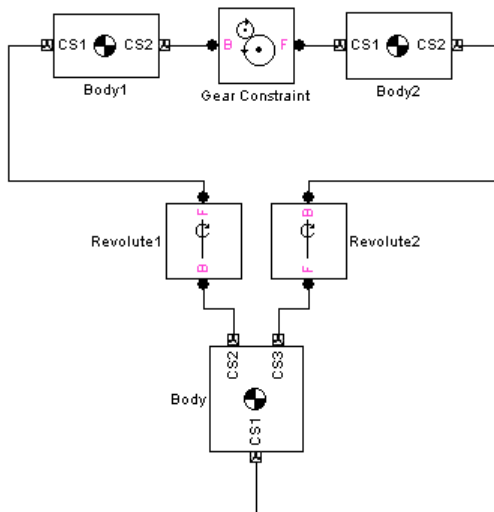 CS1 CS2
B F
CS1 CS2
Body1
Gear Constraint
Body2
F
B
Revolute1
Revolute2
B
F
CS2
CS3
Body
CS1